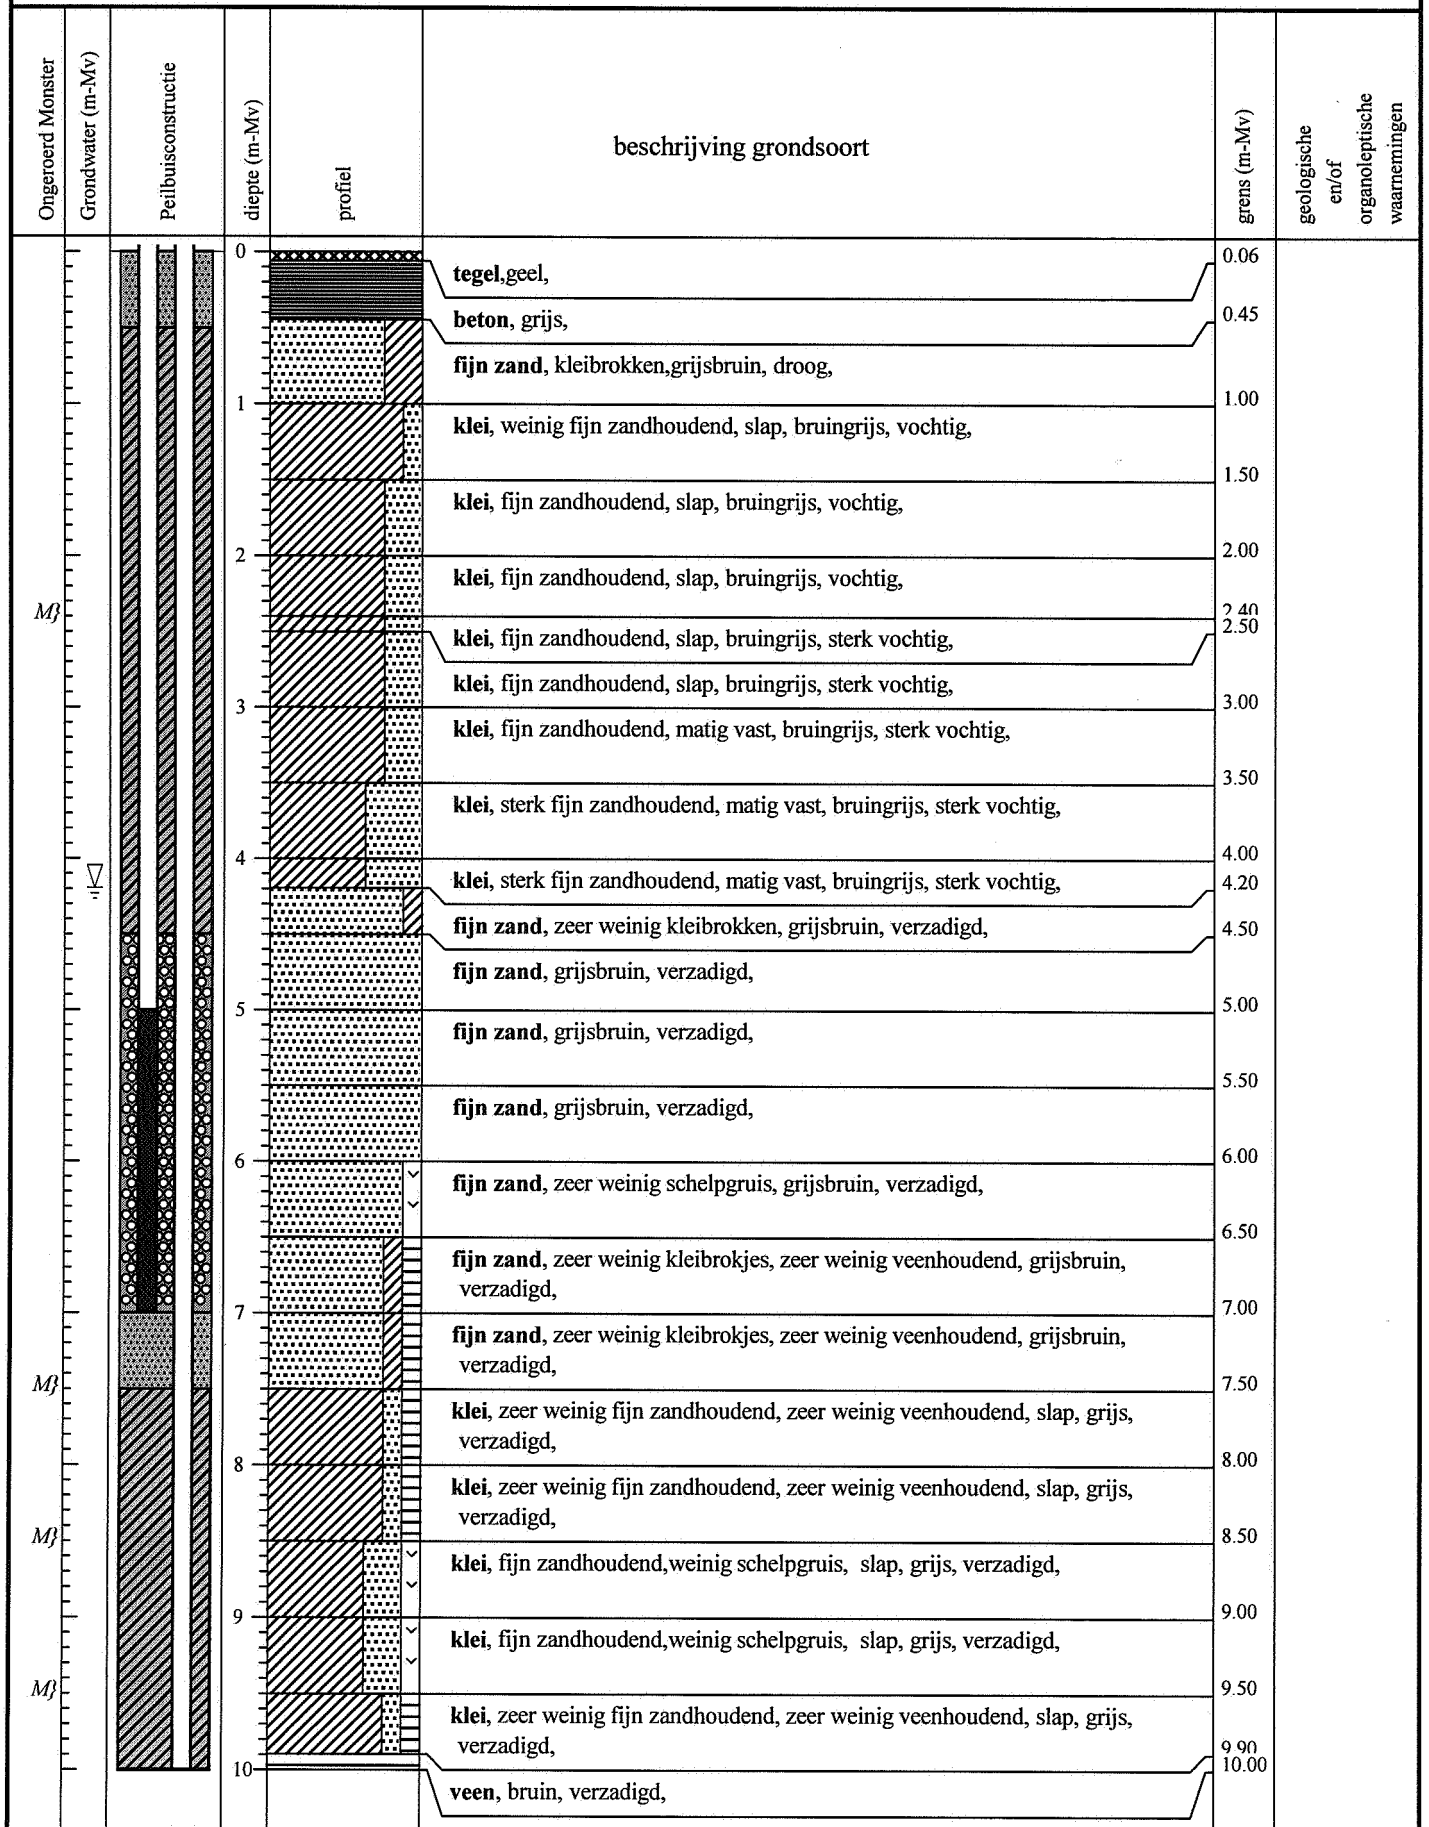 Ongeroerd Monster
Grondwater (m-Mv)
Peilbuisconstructie
diepte (m-Mv)
profiel
beschrijving grondsoort
grens (m-Mv)
geologische
en/of
organoleptische
waarnemingen
0
0.06
tegel,geel,
0.45
beton, grijs,
fijn zand, kleibrokken,grijsbruin, droog,
1
1.00
klei, weinig fijn zandhoudend, slap, bruingrijs, vochtig,
1.50
klei, fijn zandhoudend, slap, bruingrijs, vochtig,
2
2.00
klei, fijn zandhoudend, slap, bruingrijs, vochtig,
M}
2.40
2.50
klei, fijn zandhoudend, slap, bruingrijs, sterk vochtig,
klei, fijn zandhoudend, slap, bruingrijs, sterk vochtig,
3
3.00
klei, fijn zandhoudend, matig vast, bruingrijs, sterk vochtig,
3.50
klei, sterk fijn zandhoudend, matig vast, bruingrijs, sterk vochtig,
4
4.00
klei, sterk fijn zandhoudend, matig vast, bruingrijs, sterk vochtig,
4.20
fijn zand, zeer weinig kleibrokken, grijsbruin, verzadigd,
4.50
fijn zand, grijsbruin, verzadigd,
5
5.00
fijn zand, grijsbruin, verzadigd,
5.50
fijn zand, grijsbruin, verzadigd,
6
6.00
fijn zand, zeer weinig schelpgruis, grijsbruin, verzadigd,
6.50
fijn zand, zeer weinig kleibrokjes, zeer weinig veenhoudend, grijsbruin,
verzadigd,
7
7.00
fijn zand, zeer weinig kleibrokjes, zeer weinig veenhoudend, grijsbruin,
verzadigd,
M}
7.50
klei, zeer weinig fijn zandhoudend, zeer weinig veenhoudend, slap, grijs,
verzadigd,
8
8.00
klei, zeer weinig fijn zandhoudend, zeer weinig veenhoudend, slap, grijs,
verzadigd,
M}
8.50
klei, fijn zandhoudend,weinig schelpgruis, slap, grijs, verzadigd,
9
9.00
klei, fijn zandhoudend,weinig schelpgruis, slap, grijs, verzadigd,
M}
9.50
klei, zeer weinig fijn zandhoudend, zeer weinig veenhoudend, slap, grijs,
verzadigd,
9.90
10
10.00
veen, bruin, verzadigd,